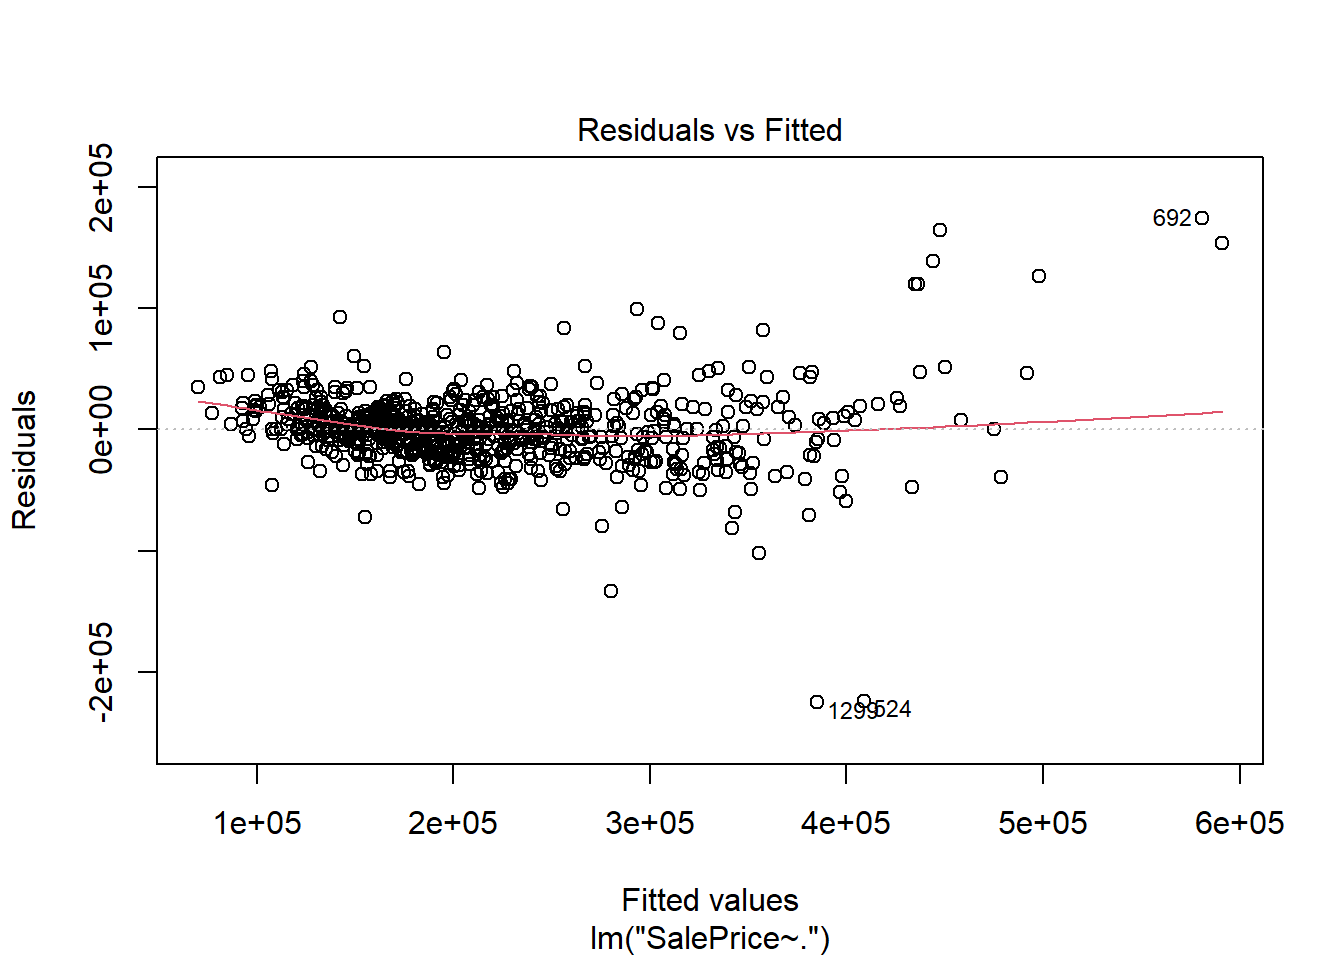 Residuals vs Fitted
Residuals
2e+05
1e+05
0e+00
-2e+05
692
1299
524
1e+05 2e+05 3e+05 4e+05 5e+05 6e+05
Fitted values
lm("SalePrice~.")